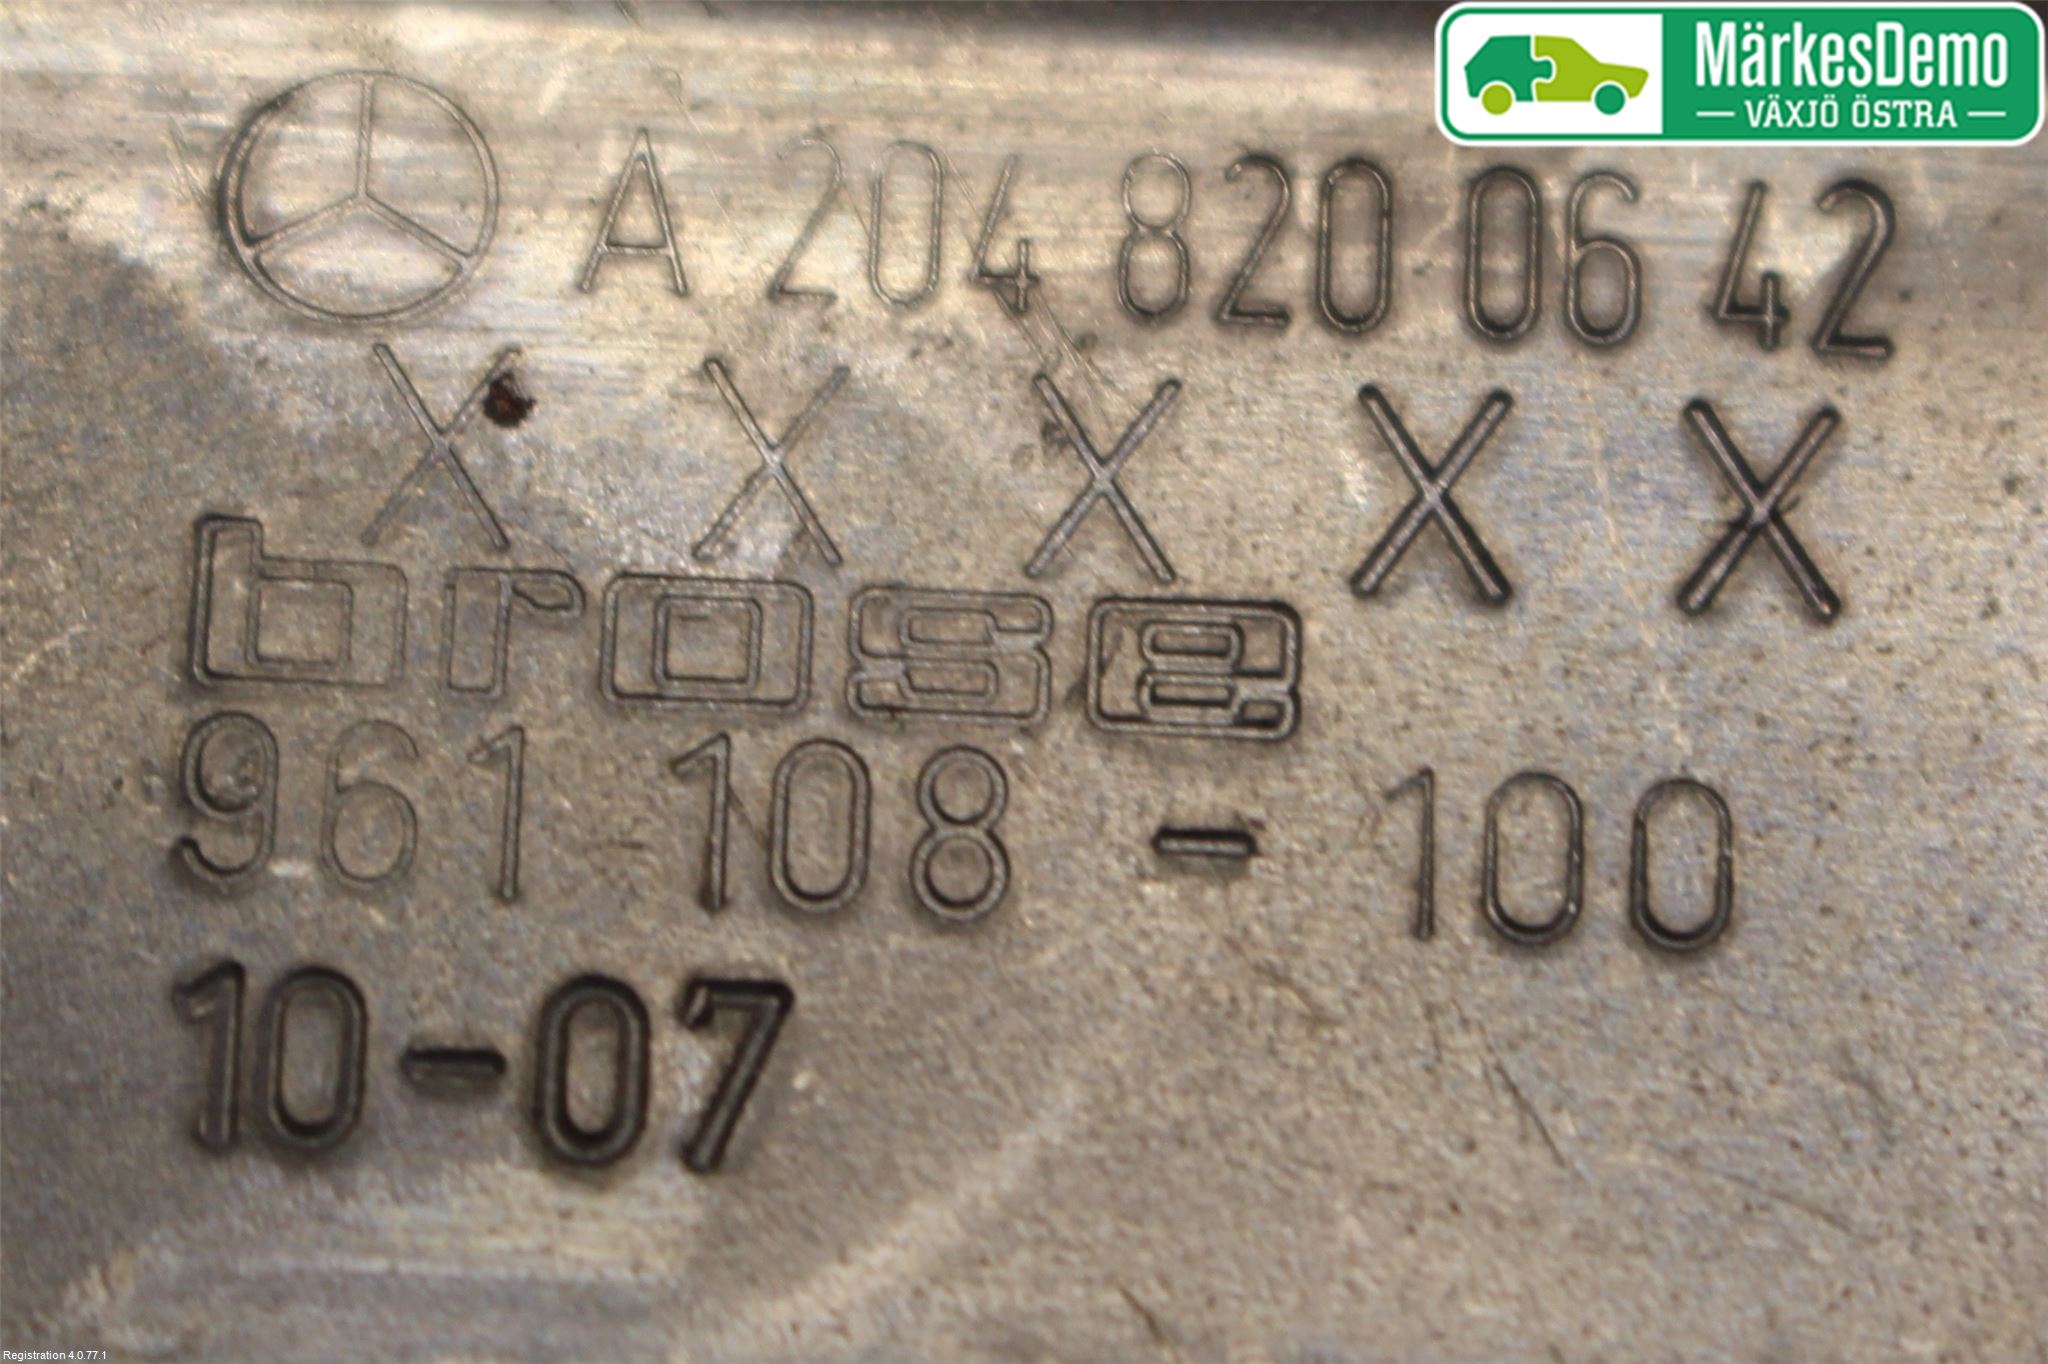 MärkesDemo
— VÄXJÖ ÖSTRA —
A 204 820 06 42
X X X X X
brose
961 108 - 100
10-07
Registration 4.0.77.1